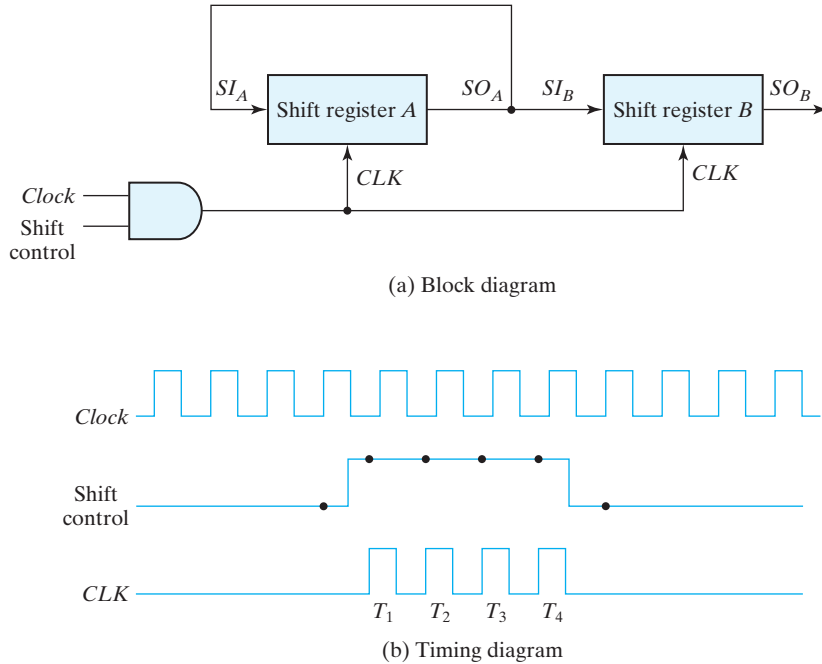 SI_A
Shift register A
SO_A
SI_B
Shift register B
SO_B
CLK
CLK
Clock
Shift
control
(a) Block diagram
Clock
Shift
control
CLK
T_1
T_2
T_3
T_4
(b) Timing diagram